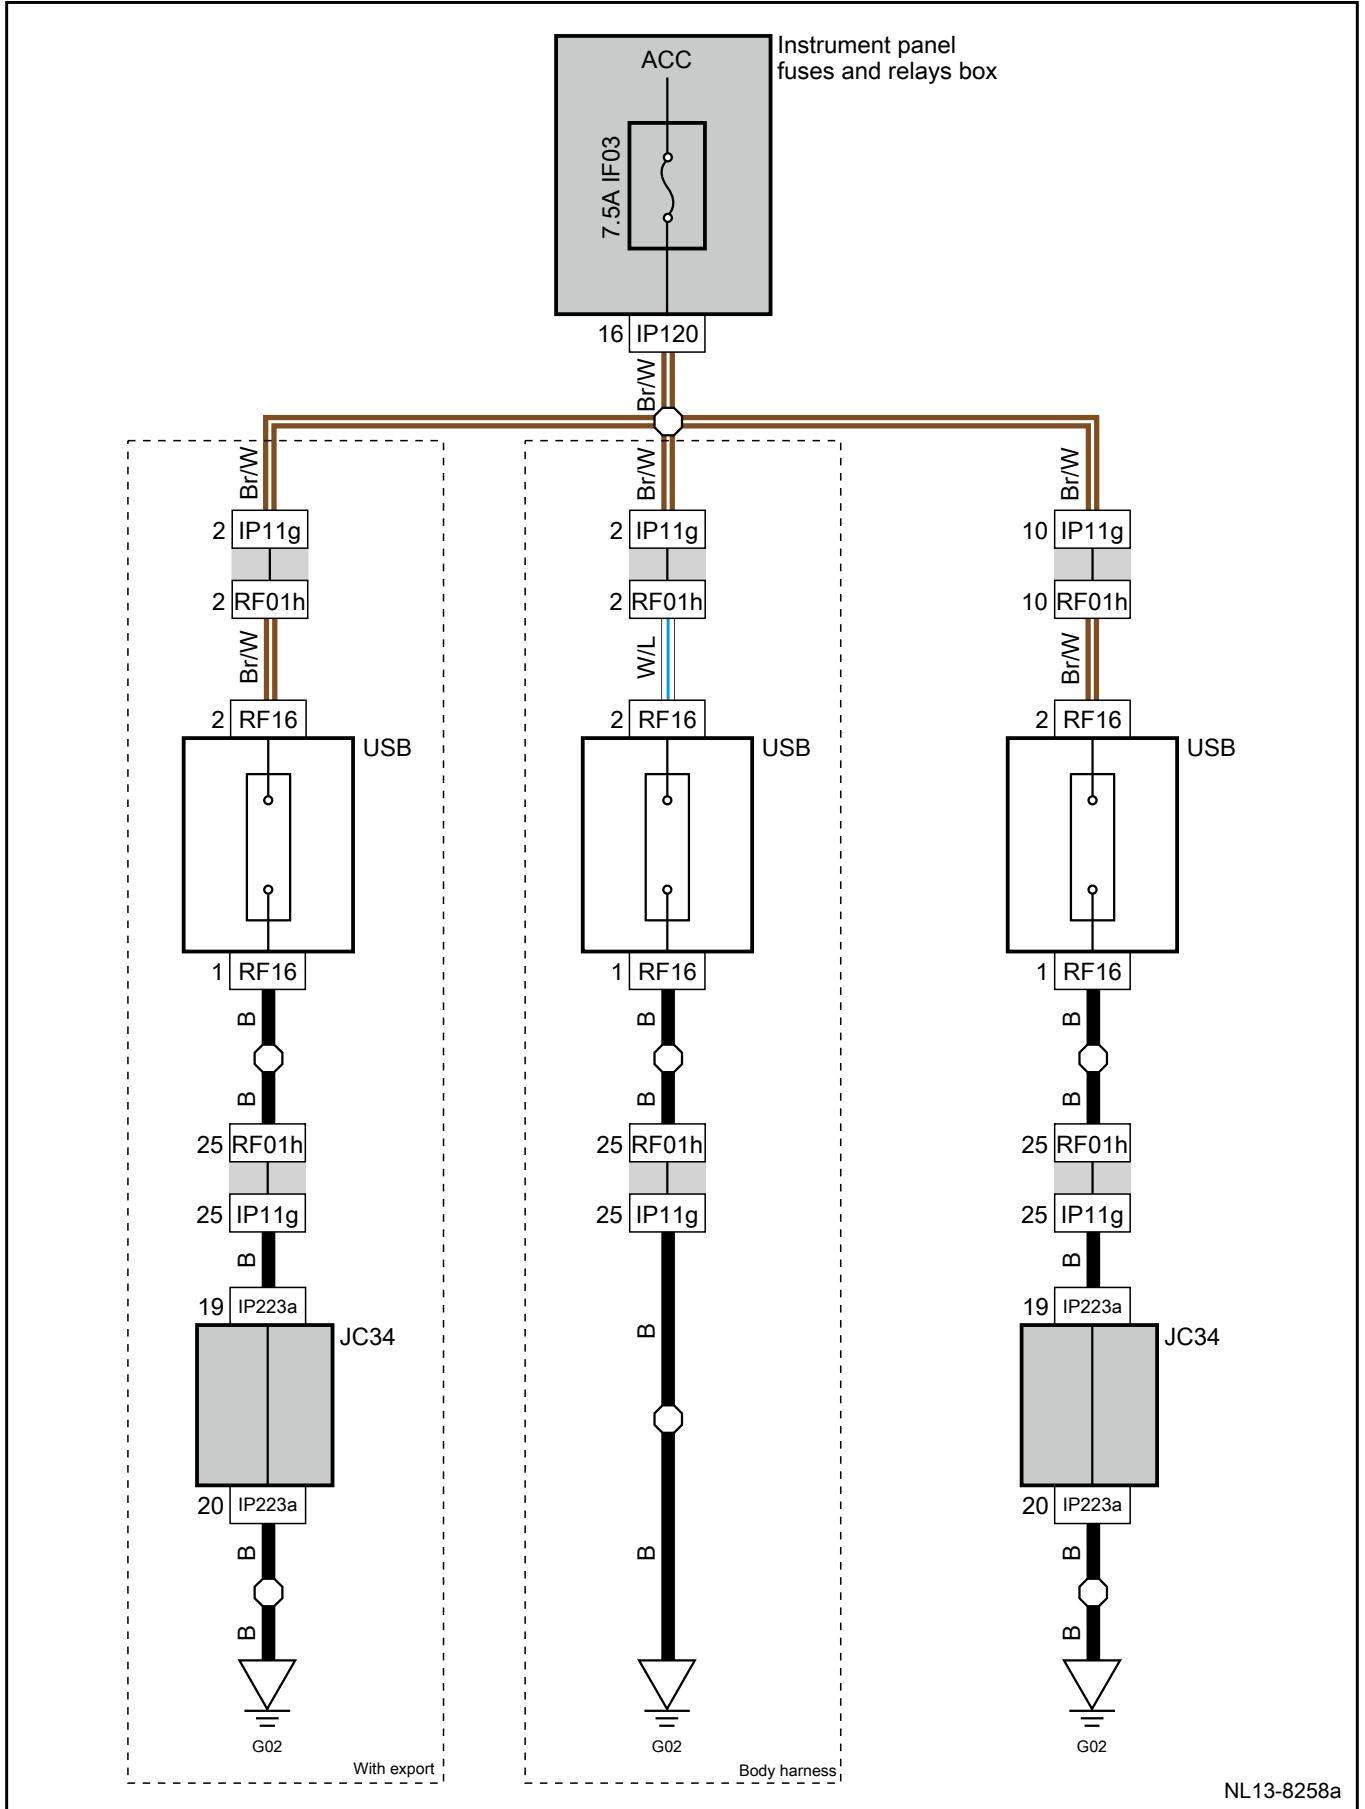 Instrument panel
fuses and relays box
ACC
7.5A IF03
16 IP120
Br/W
Br/W Br/W Br/W
2 IP11g 2 IP11g 10 IP11g
2 RF01h 2 RF01h 10 RF01h
Br/W W/L Br/W
2 RF16 2 RF16 2 RF16
USB USB USB
1 RF16 1 RF16 1 RF16
B B B
B B B
25 RF01h 25 RF01h 25 RF01h
25 IP11g 25 IP11g 25 IP11g
B B
19 IP223a 19 IP223a
JC34 B JC34
20 IP223a 20 IP223a
B B B
B B
G02 G02 G02
With export Body harness
NL13-8258a